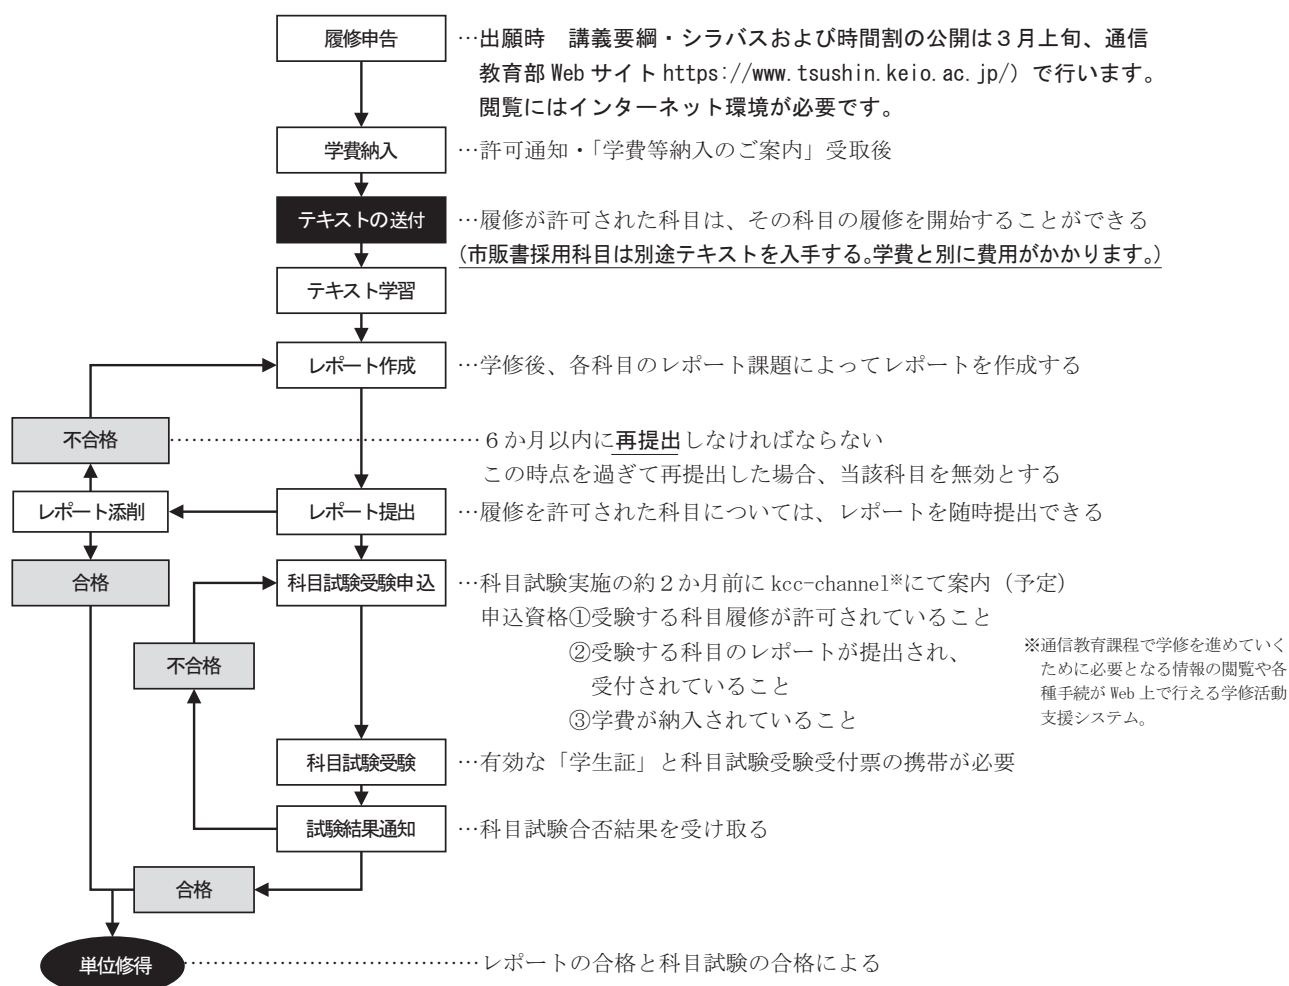 履修申告
…出願時　講義要綱・シラバスおよび時間割の公開は３月上旬、通信
教育部 Web サイト https://www.tsushin.keio.ac.jp/）で行います。
閲覧にはインターネット環境が必要です。
学費納入
…許可通知・「学費等納入のご案内」受取後
テキストの送付
…履修が許可された科目は、その科目の履修を開始することができる
(市販書採用科目は別途テキストを入手する。学費と別に費用がかかります。)
テキスト学習
レポート作成
…学修後、各科目のレポート課題によってレポートを作成する
不合格
……………………………６か月以内に再提出しなければならない
この時点を過ぎて再提出した場合、当該科目を無効とする
レポート添削
レポート提出
…履修を許可された科目については、レポートを随時提出できる
合格
科目試験受験申込
…科目試験実施の約２か月前に kcc-channel※にて案内（予定）
申込資格①受験する科目履修が許可されていること
不合格
②受験する科目のレポートが提出され、
受付されていること
③学費が納入されていること
※通信教育課程で学修を進めていく
ために必要となる情報の閲覧や各
種手続が Web 上で行える学修活動
支援システム。
科目試験受験
…有効な「学生証」と科目試験受験受付票の携帯が必要
試験結果通知
…科目試験合否結果を受け取る
合格
単位修得
……………………………レポートの合格と科目試験の合格による